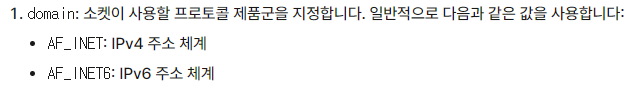 1. domain: 소켓이 사용할 프로토콜 제품군을 지정합니다. 일반적으로 다음과 같은 값을 사용합니다:
• AF_INET: IPv4 주소 체계
• AF_INET6: IPv6 주소 체계